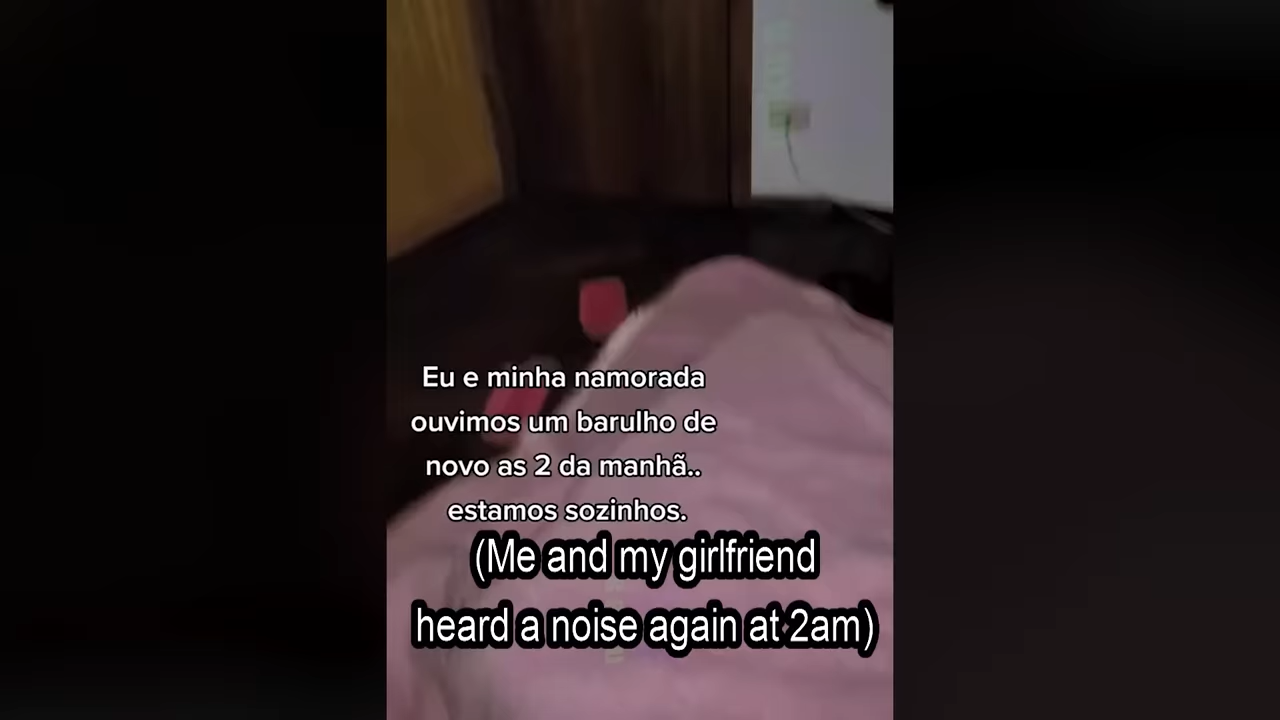 Eu e minha namorada
ouvimos um barulho de
novo as 2 da manhã..
estamos sozinhos.
(Me and my girlfriend
heard a noise again at 2am)